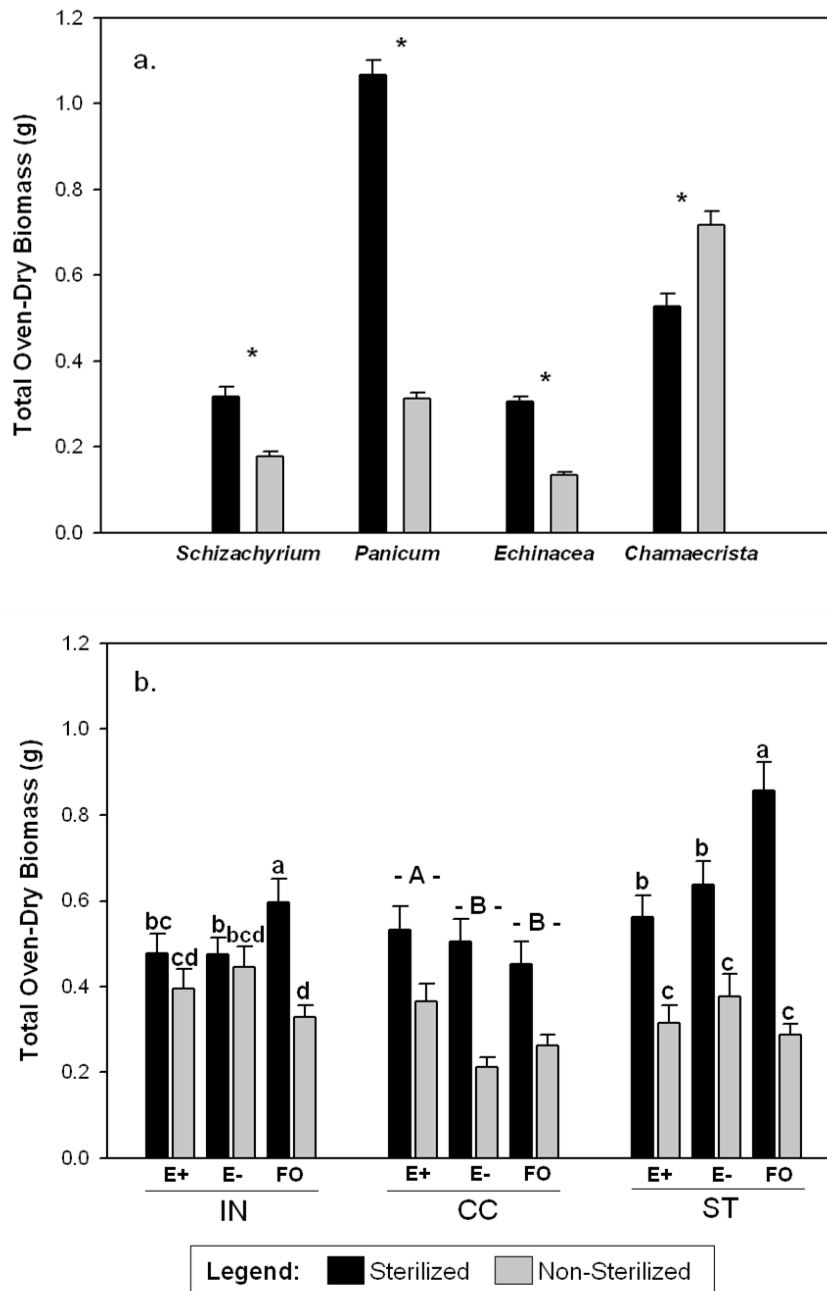 a.
Total Oven-Dry Biomass (g)
1.2
1.0
0.8
0.6
0.4
0.2
0.0
* * * *
Schizachyrium Panicum Echinacea Chamaecrista
b.
Total Oven-Dry Biomass (g)
1.2
1.0
0.8
0.6
0.4
0.2
0.0
bc cd b bcd a d
- A - - B - - B -
b c b c a c
E+ E- FO E+ E- FO E+ E- FO
IN CC ST
Legend: Sterilized Non-Sterilized